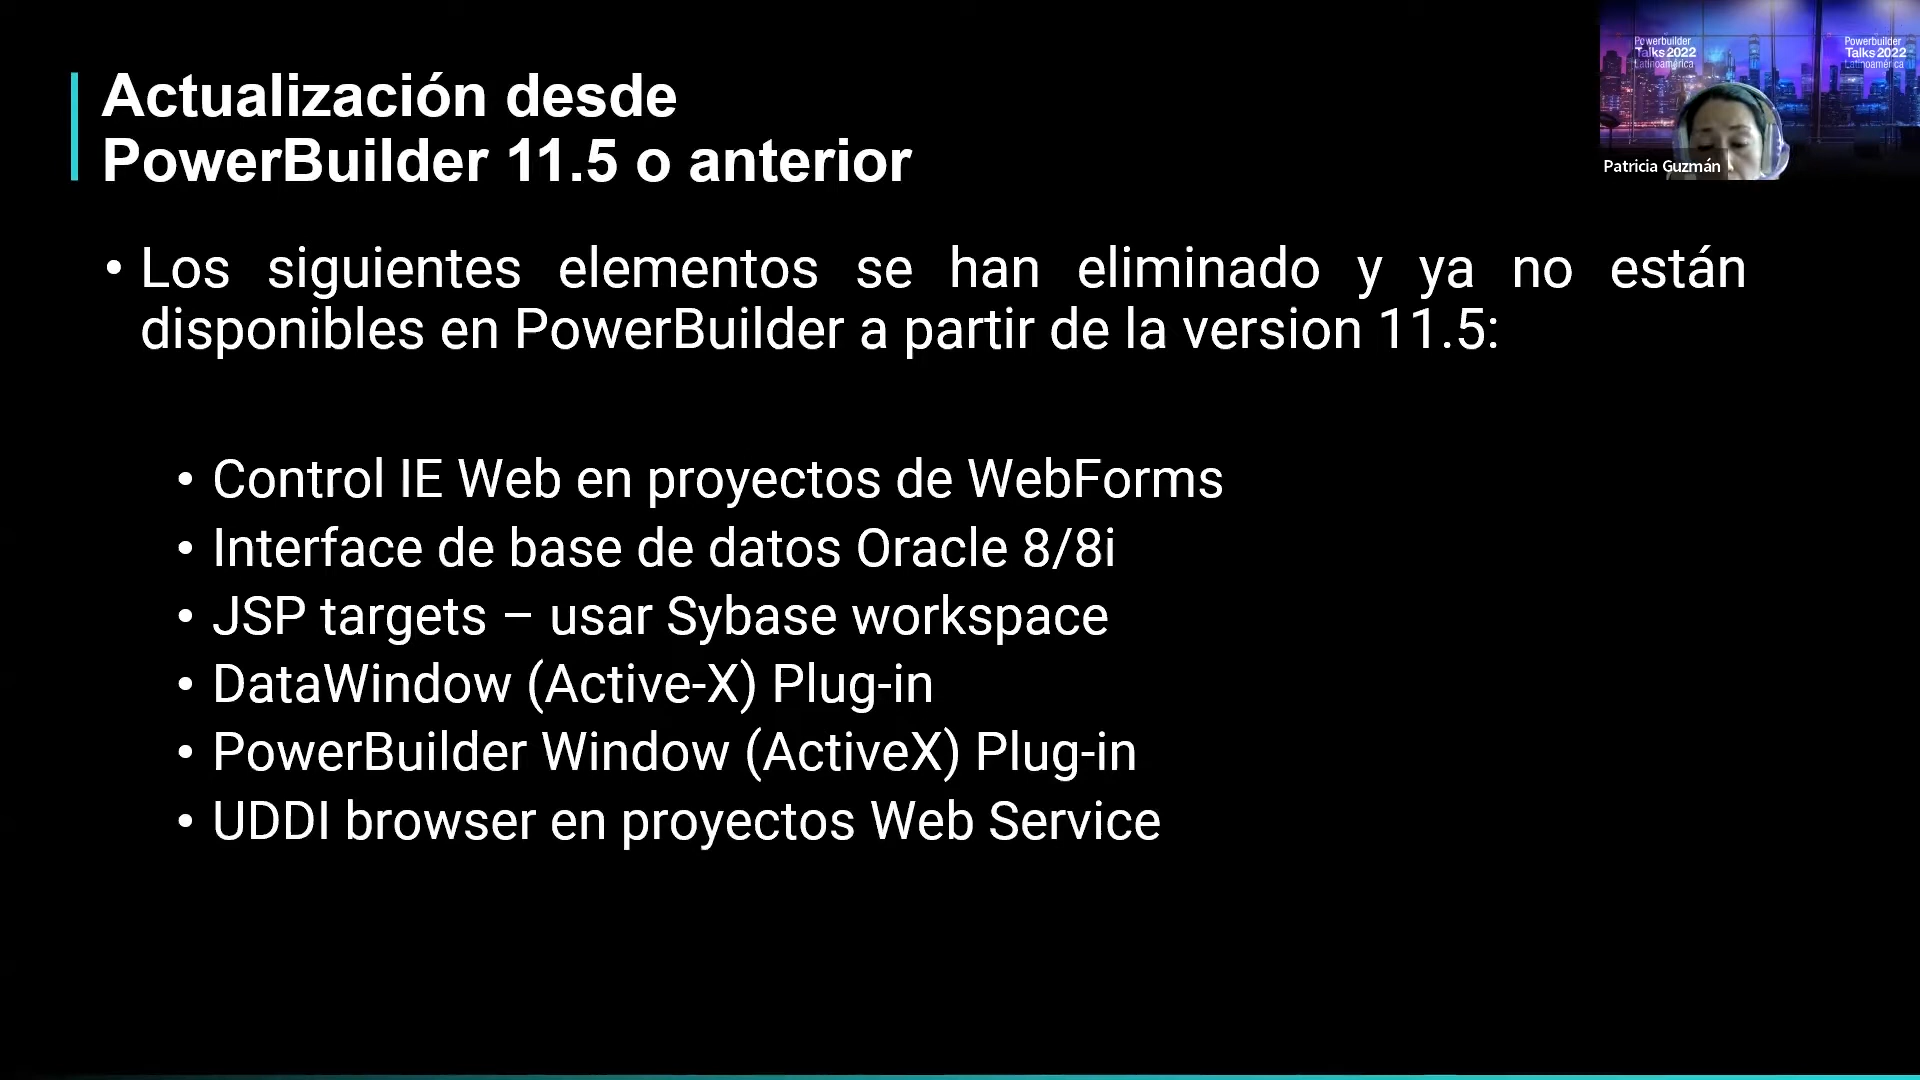 Actualización desde
PowerBuilder 11.5 o anterior
• Los siguientes elementos se han eliminado y ya no están
disponibles en PowerBuilder a partir de la version 11.5:
• Control IE Web en proyectos de WebForms
• Interface de base de datos Oracle 8/8i
• JSP targets – usar Sybase workspace
• DataWindow (Active-X) Plug-in
• PowerBuilder Window (ActiveX) Plug-in
• UDDI browser en proyectos Web Service
Powerbuilder
Talks 2022
Latinoamérica
Powerbuilder
Talks 2022
Latinoamérica
Patricia Guzmán